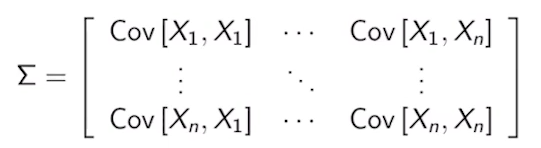 Cov [X₁, X₁] ⋯ Cov [X₁, Xₙ]
Σ = ⋮ ⋱ ⋮
Cov [Xₙ, X₁] ⋯ Cov [Xₙ, Xₙ]